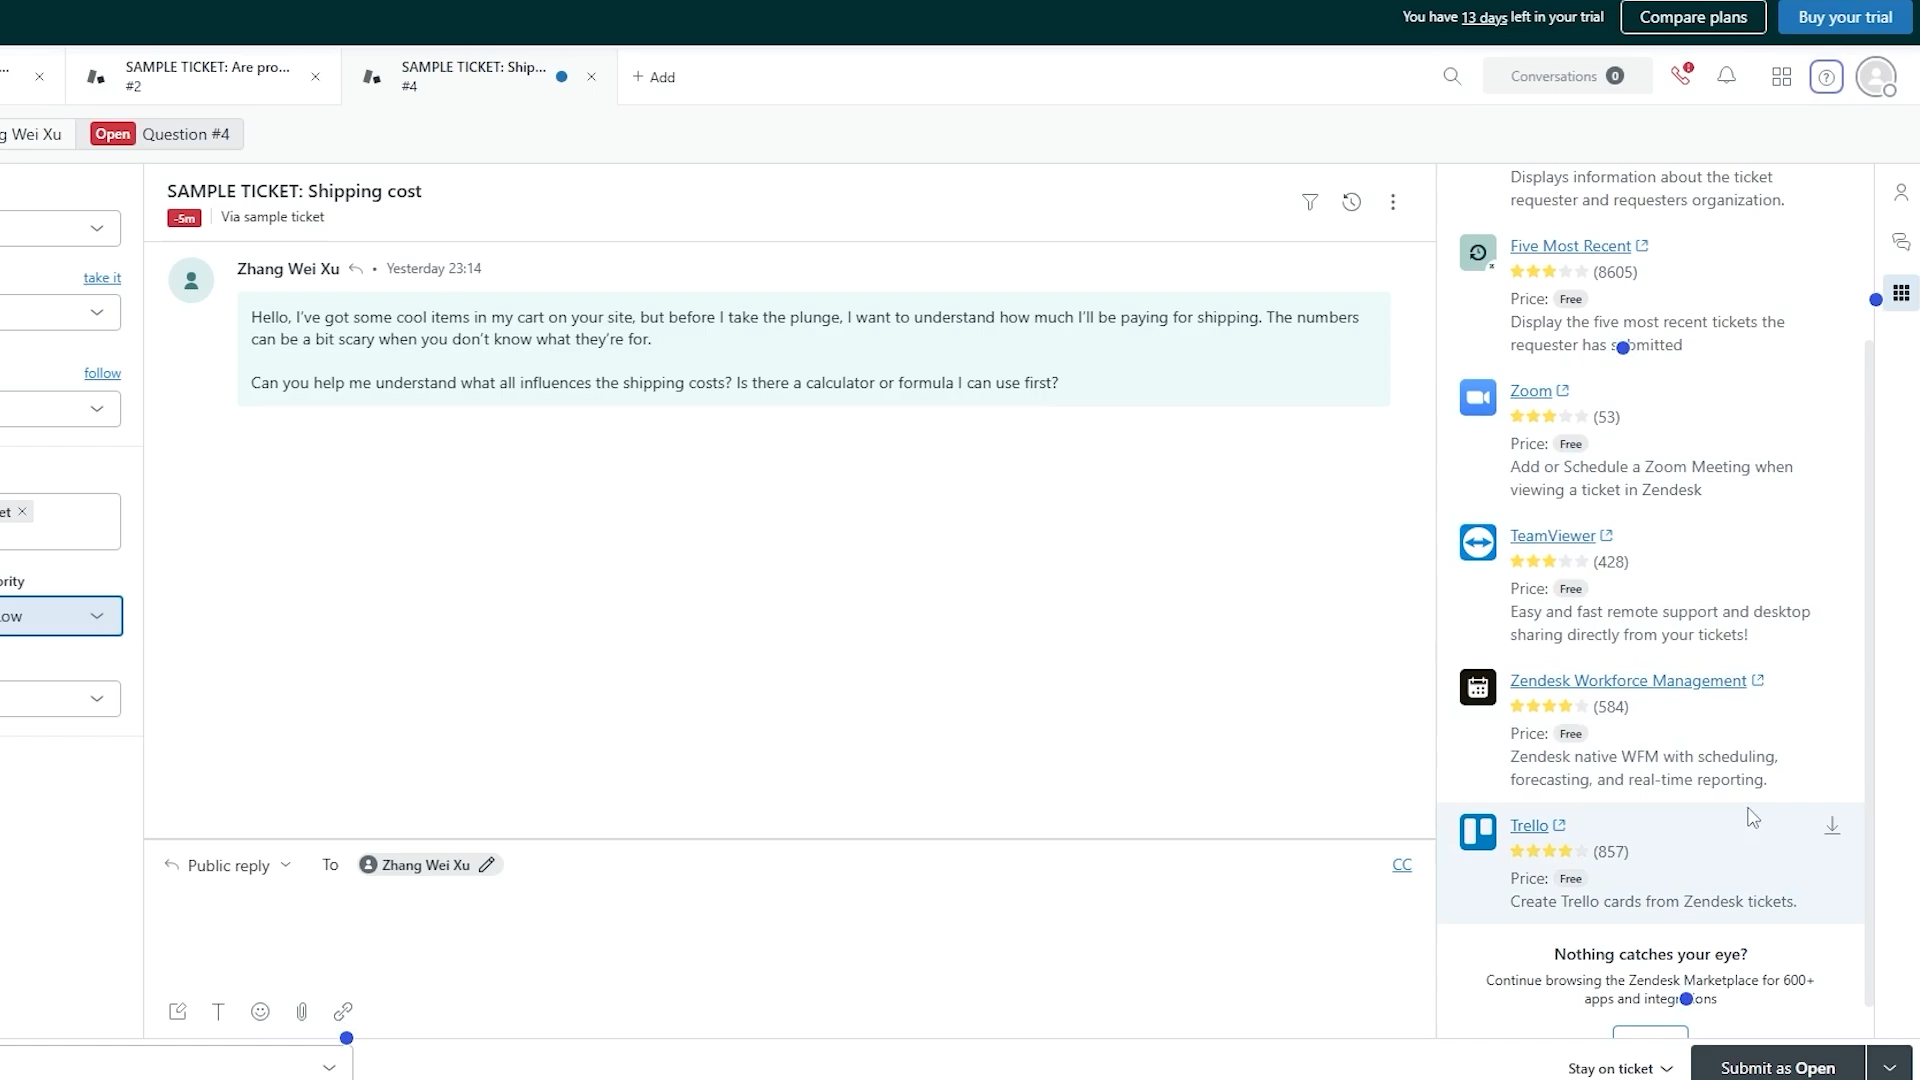 You have 13 days left in your trial
Compare plans
Buy your trial
...
SAMPLE TICKET: Are pro...
#2
SAMPLE TICKET: Ship...
#4
+ Add
Conversations 0
g Wei Xu
Open Question #4
SAMPLE TICKET: Shipping cost
-5m
Via sample ticket
take it
follow
et
ority
ow
Zhang Wei Xu
• Yesterday 23:14
Hello, I've got some cool items in my cart on your site, but before I take the plunge, I want to understand how much I'll be paying for shipping. The numbers
can be a bit scary when you don't know what they're for.
Can you help me understand what all influences the shipping costs? Is there a calculator or formula I can use first?
Public reply
To
Zhang Wei Xu
CC
Displays information about the ticket
requester and requesters organization.
Five Most Recent
(8605)
Price: Free
Display the five most recent tickets the
requester has submitted
Zoom
(53)
Price: Free
Add or Schedule a Zoom Meeting when
viewing a ticket in Zendesk
TeamViewer
(428)
Price: Free
Easy and fast remote support and desktop
sharing directly from your tickets!
Zendesk Workforce Management
(584)
Price: Free
Zendesk native WFM with scheduling,
forecasting, and real-time reporting.
Trello
(857)
Price: Free
Create Trello cards from Zendesk tickets.
Nothing catches your eye?
Continue browsing the Zendesk Marketplace for 600+
apps and integrations
Stay on ticket
Submit as Open